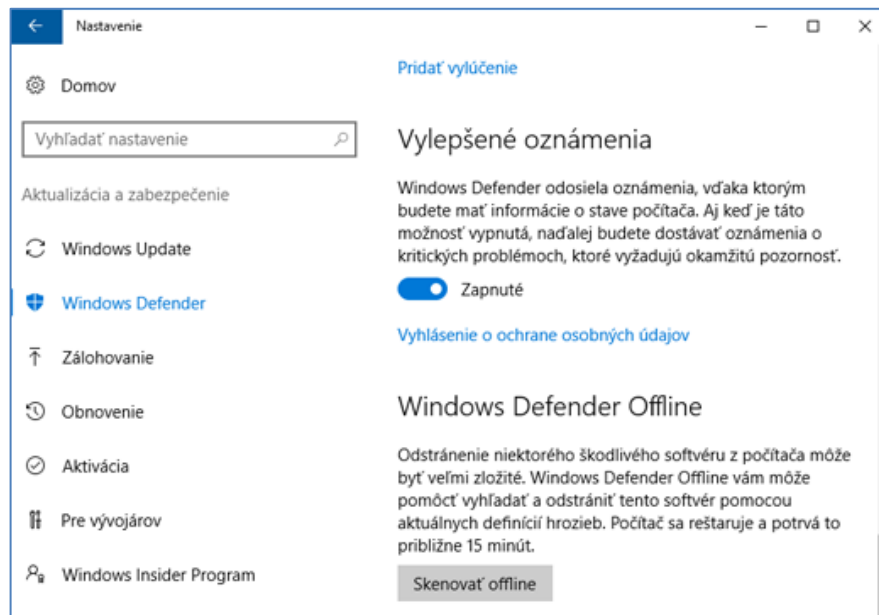 Nastavenie
Domov
Vyhľadať nastavenie
Aktualizácia a zabezpečenie
Windows Update
Windows Defender
Zálohovanie
Obnovenie
Aktivácia
Pre vývojárov
Windows Insider Program
Pridať vylúčenie
Vylepšené oznámenia
Windows Defender odosiela oznámenia, vďaka ktorým
budete mať informácie o stave počítača. Aj keď je táto
možnosť vypnutá, naďalej budete dostávať oznámenia o
kritických problémoch, ktoré vyžadujú okamžitú pozornosť.
Zapnuté
Vyhlásenie o ochrane osobných údajov
Windows Defender Offline
Odstránenie niektorého škodlivého softvéru z počítača môže
byť veľmi zložité. Windows Defender Offline vám môže
pomôcť vyhľadať a odstrániť tento softvér pomocou
aktuálnych definícií hrozieb. Počítač sa reštaruje a potrvá to
približne 15 minút.
Skenovať offline